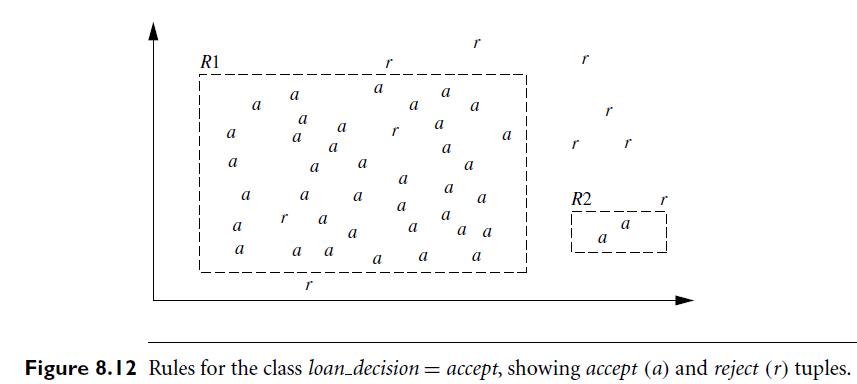 r
R1 r r
a a a
a a a r
a a a
a a r a
a a r r
a a a a
a a
a a a a R2 r
a
r a a
a a a a a a
a
a a a a a a
r
Figure 8.12 Rules for the class loan_decision = accept, showing accept (a) and reject (r) tuples.